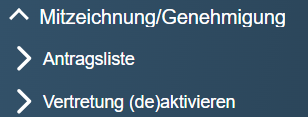 Mitzeichnung/Genehmigung
Antragsliste
Vertretung (de)aktivieren